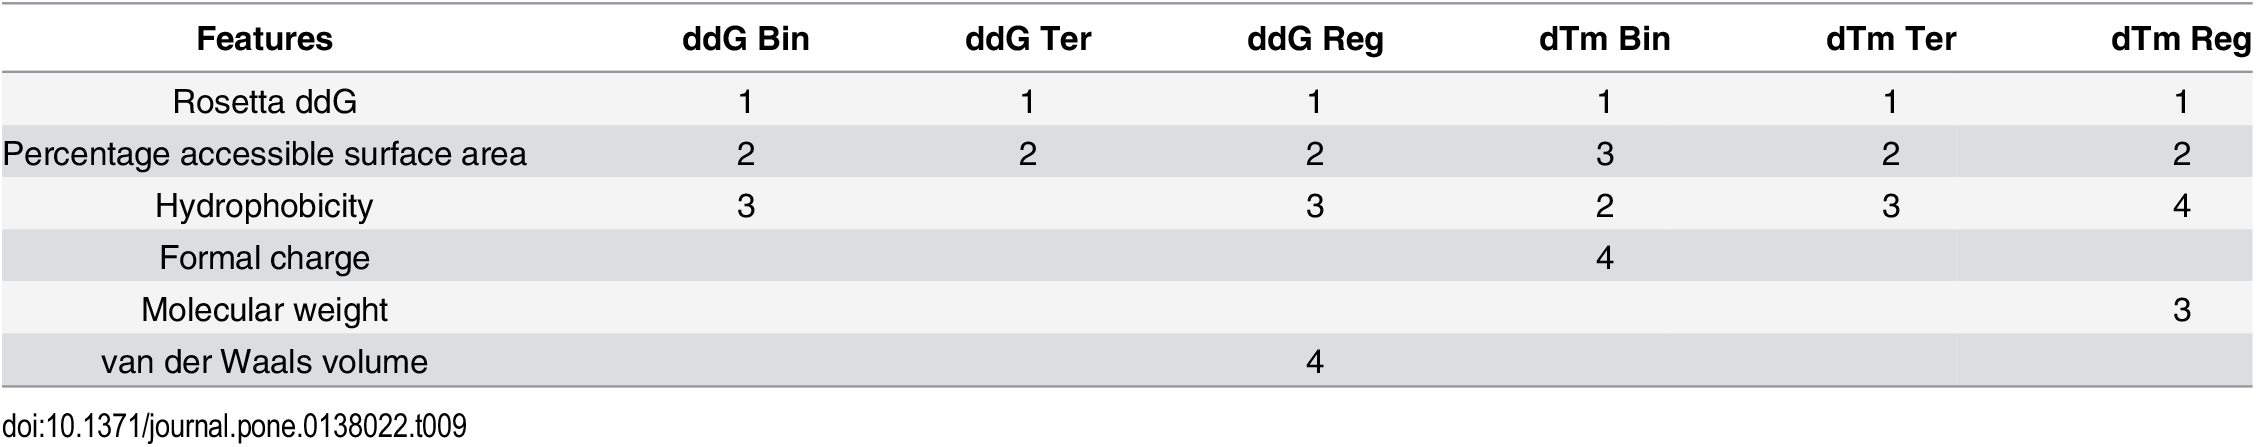 Features ddG Bin ddG Ter ddG Reg dTm Bin dTm Ter dTm Reg
Rosetta ddG 1 1 1 1 1 1
Percentage accessible surface area 2 2 2 3 2 2
Hydrophobicity 3 3 2 3 4
Formal charge 4
Molecular weight 3
van der Waals volume 4
doi:10.1371/journal.pone.0138022.t009